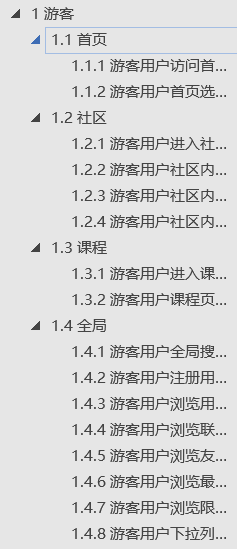 1 游客
1.1 首页
1.1.1 游客用户访问首...
1.1.2 游客用户首页选...
1.2 社区
1.2.1 游客用户进入社...
1.2.2 游客用户社区内...
1.2.3 游客用户社区内...
1.2.4 游客用户社区内...
1.3 课程
1.3.1 游客用户进入课...
1.3.2 游客用户课程页...
1.4 全局
1.4.1 游客用户全局搜...
1.4.2 游客用户注册用...
1.4.3 游客用户浏览用...
1.4.4 游客用户浏览联...
1.4.5 游客用户浏览友...
1.4.6 游客用户浏览最...
1.4.7 游客用户浏览限...
1.4.8 游客用户下拉列...